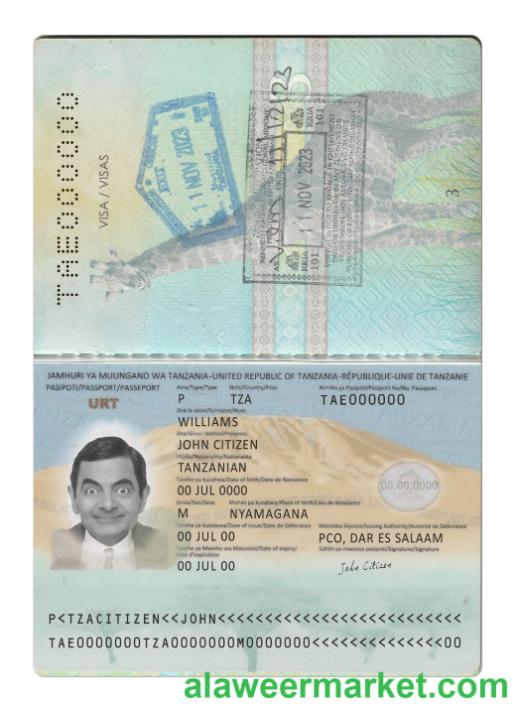 TAE000000
VISA / VISAS
11 NOV 2023
11 NOV 2023
101
101
3
JAMHURI YA MUUNGANO WA TANZANIA-UNITED REPUBLIC OF TANZANIA-RÉPUBLIQUE-UNIE DE TANZANIE
PASIPOTI/PASSPORT/PASSEPORT
Aina/Type/Type Nchi/Country/Pays Namba ya Pasipoti/Passport No/No. Passeport
URT P TZA TAE000000
Jina la ukoo/Surname/Nom
WILLIAMS
Jina/Given Names/Prénoms
JOHN CITIZEN
Utaifa/Nationality/Nationalité
TANZANIAN
Tarehe ya kuzaliwa/Date of birth/Date de Naissance
00 JUL 0000 00.00.0000
Jinsi/Sex/Sexe Mahali pa kuzaliwa/Place of birth/Lieu de Naissance
M NYAMAGANA
Tarehe ya kutolewa/Date of issue/Date de Délivrance Mamlaka iliyotoa/Issuing Authority/Autorité de Délivrance
00 JUL 00 PCO, DAR ES SALAAM
Tarehe ya Mwisho wa Matumizi/Date of expiry/ Sahihi ya mwenye pasipoti/Signature/Signature
Date d'expiration
00 JUL 00 John Citizen
P<TZACITIZEN<<JOHN<<<<<<<<<<<<<<<<<<<<<<<<<<
TAE0000000TZA0000000M0000000<<<<<<<<<<<<<<00
alaweermarket.com